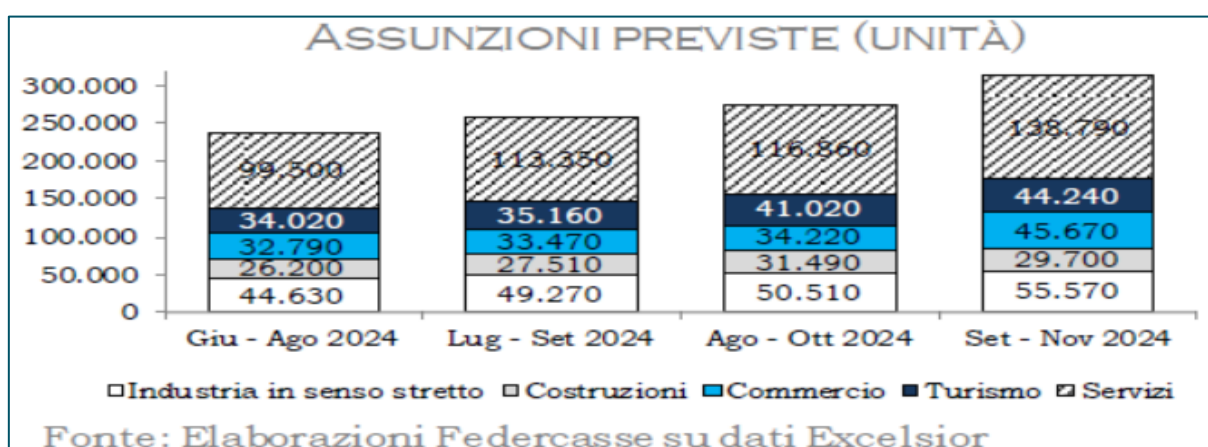 ASSUNZIONI PREVISTE (UNITÀ)
300.000
250.000
200.000
150.000
100.000
50.000
0
99.500 113.350 116.860 138.790
34.020 35.160 41.020 44.240
32.790 33.470 34.220 45.670
26.200 27.510 31.490 29.700
44.630 49.270 50.510 55.570
Giu - Ago 2024 Lug - Set 2024 Ago - Ott 2024 Set - Nov 2024
Industria in senso stretto Costruzioni Commercio Turismo Servizi
Fonte: Elaborazioni Federcasse su dati Excelsior